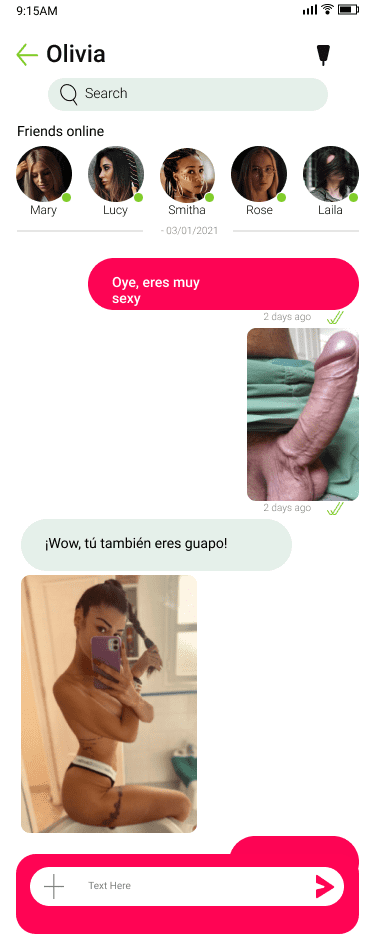 9:15AM
Olivia
Search
Friends online
Mary Lucy Smitha Rose Laila
- 03/01/2021
Oye, eres muy
sexy
2 days ago
2 days ago
¡Wow, tú también eres guapo!
Text Here